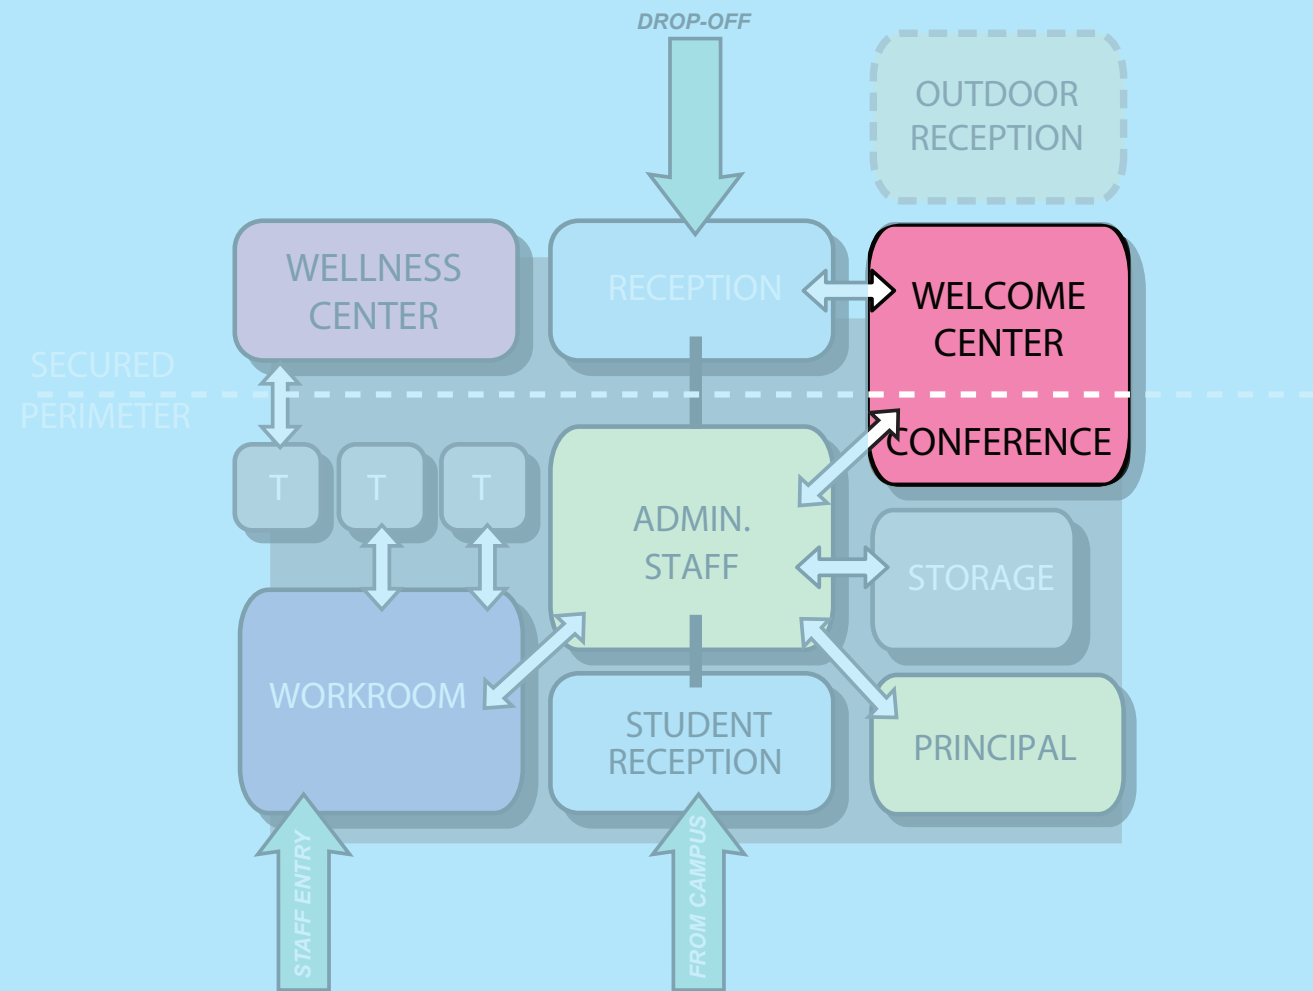 DROP-OFF
OUTDOOR
RECEPTION
WELLNESS
CENTER
RECEPTION
WELCOME
CENTER
SECURED
PERIMETER
CONFERENCE
T
T
T
ADMIN.
STAFF
STORAGE
WORKROOM
STUDENT
RECEPTION
PRINCIPAL
STAFF ENTRY
FROM CAMPUS